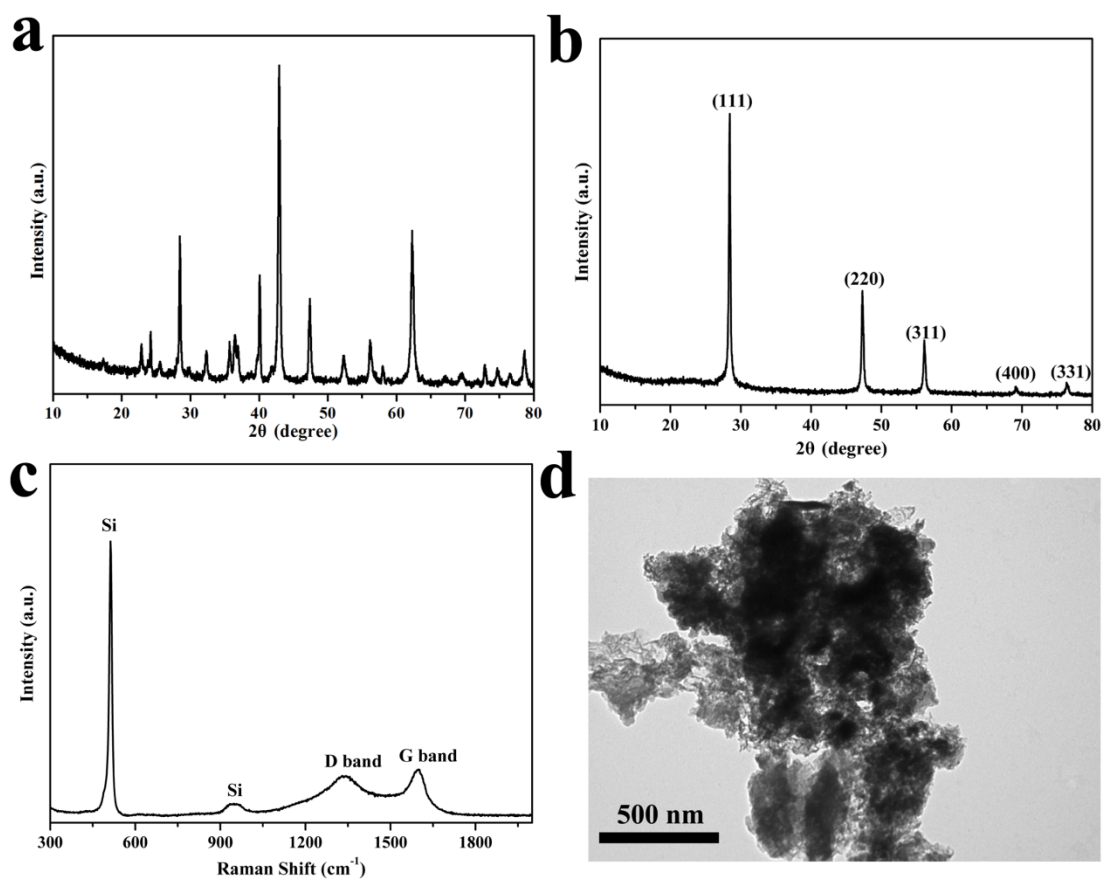 a
Intensity (a.u.)
10 20 30 40 50 60 70 80
2θ (degree)
b
(111)
(220)
(311)
(400)
(331)
Intensity (a.u.)
10 20 30 40 50 60 70 80
2θ (degree)
c
Si
Si
D band
G band
Intensity (a.u.)
300 600 900 1200 1500 1800
Raman Shift (cm⁻¹)
d
500 nm